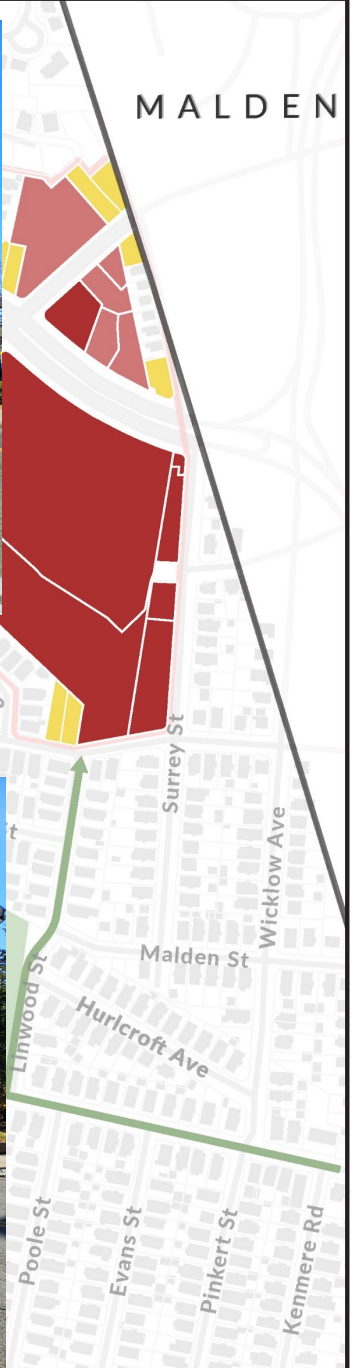 MALDEN
Surrey St
Wicklow Ave
Malden St
Linwood St
Hurlcroft Ave
Poole St
Evans St
Pinkert St
Kenmere Rd